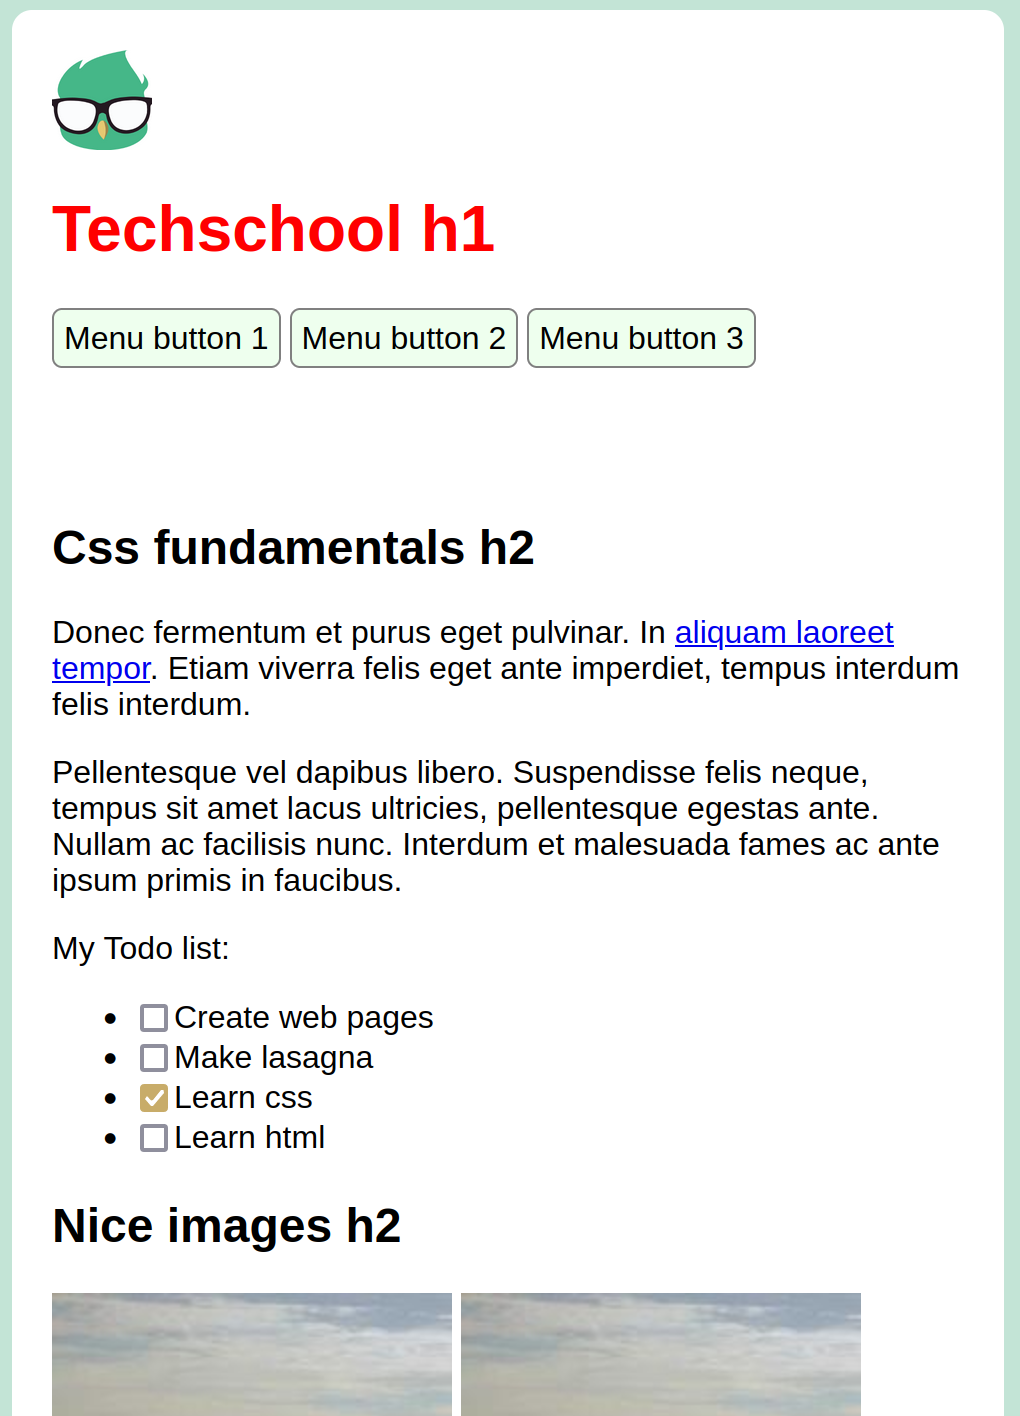 Techschool h1
Menu button 1 Menu button 2 Menu button 3
Css fundamentals h2
Donec fermentum et purus eget pulvinar. In aliquam laoreet
tempor. Etiam viverra felis eget ante imperdiet, tempus interdum
felis interdum.
Pellentesque vel dapibus libero. Suspendisse felis neque,
tempus sit amet lacus ultricies, pellentesque egestas ante.
Nullam ac facilisis nunc. Interdum et malesuada fames ac ante
ipsum primis in faucibus.
My Todo list:
Create web pages
Make lasagna
Learn css
Learn html
Nice images h2